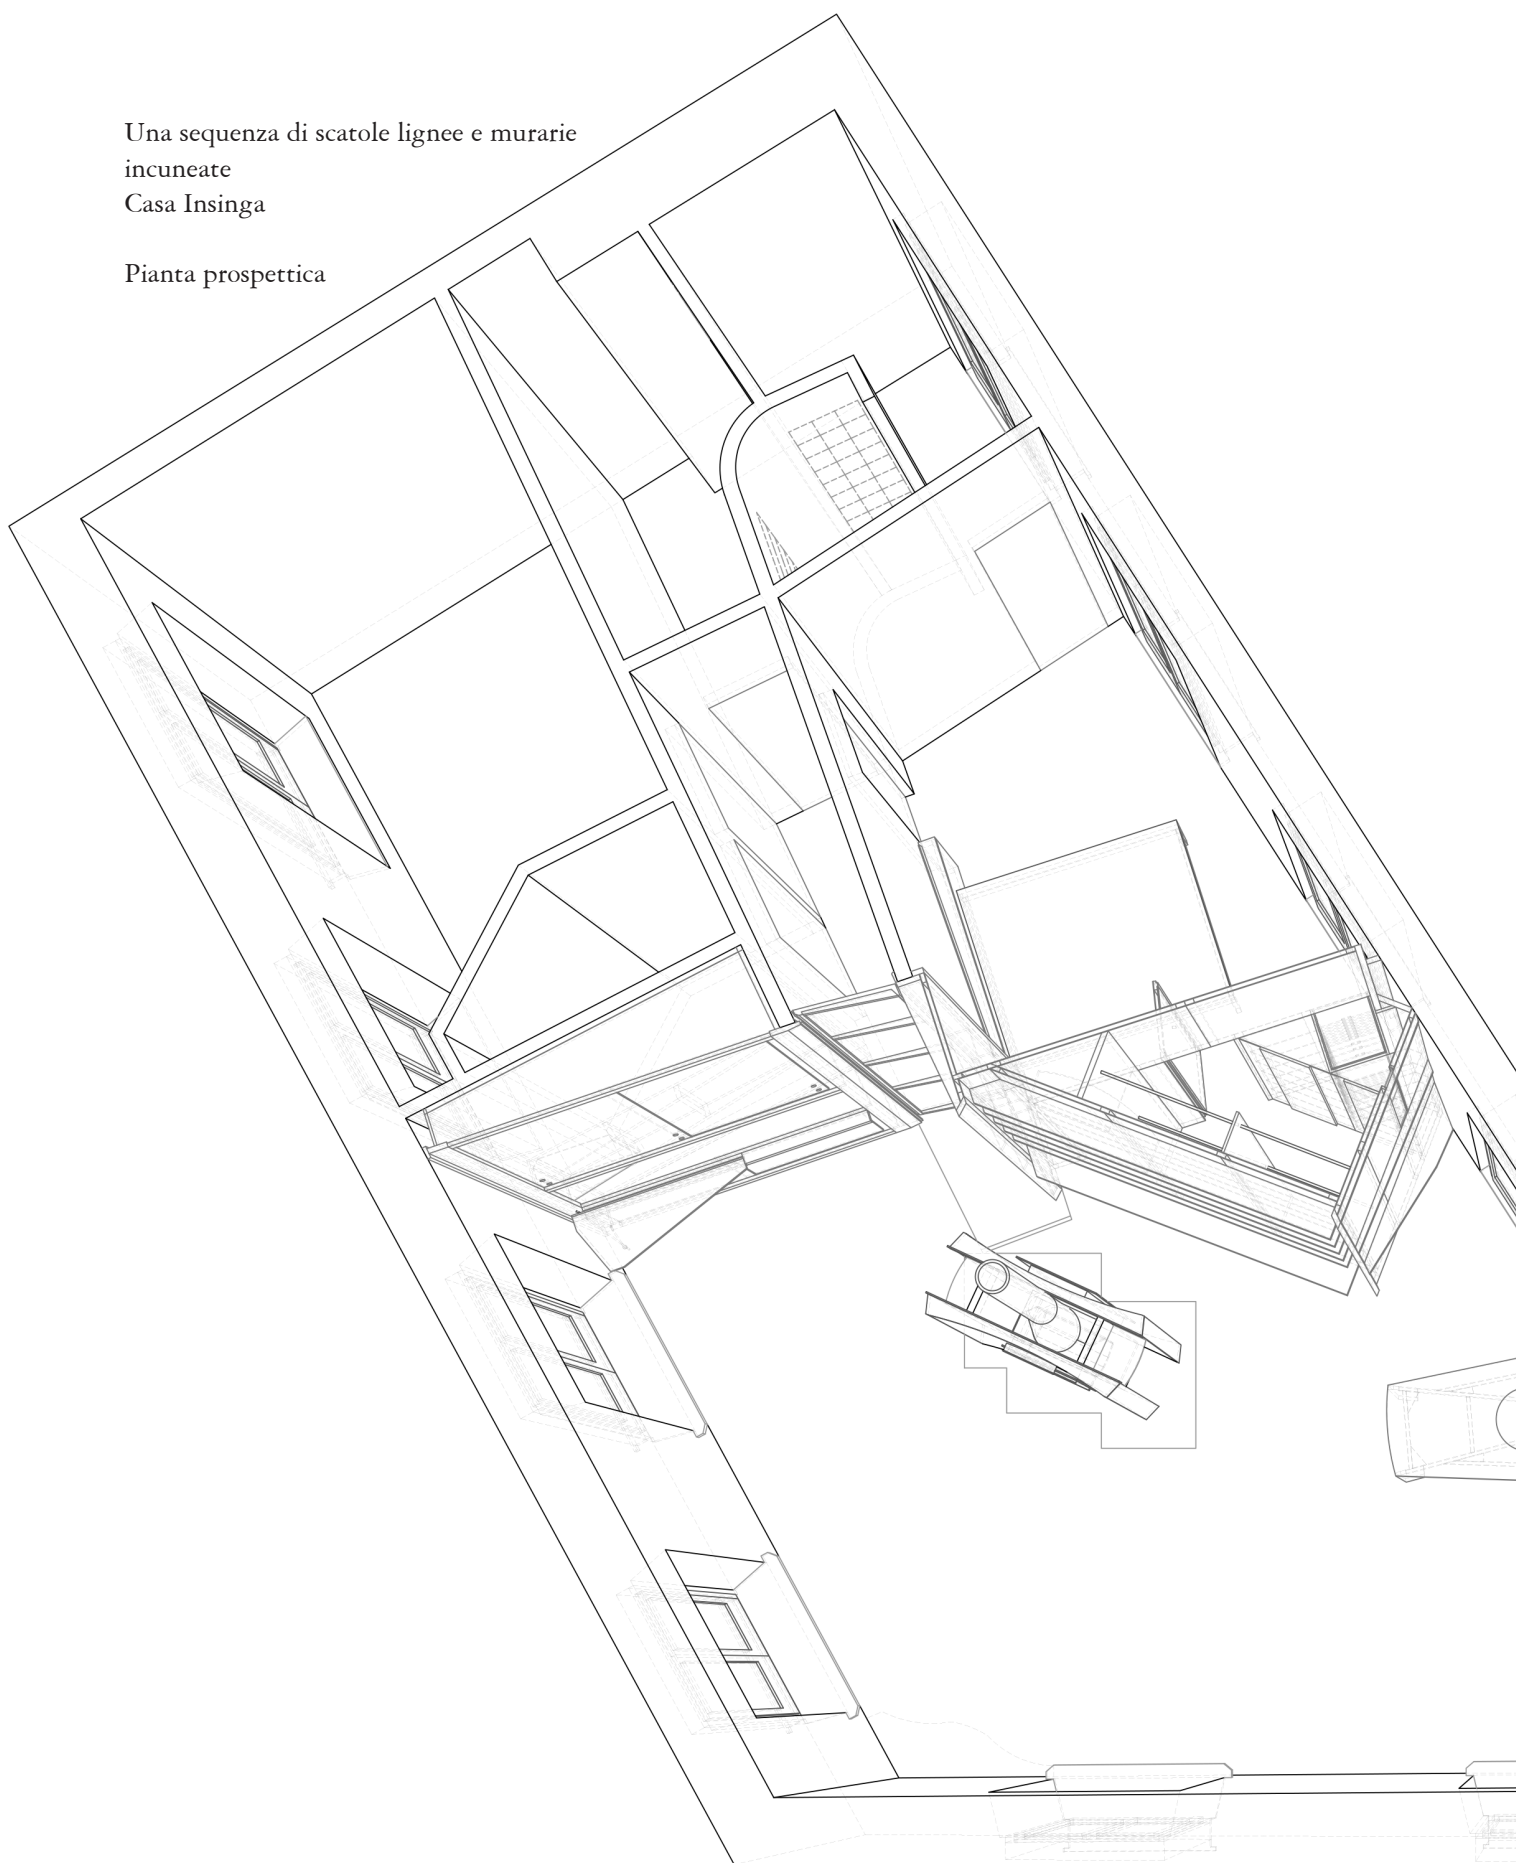 Una sequenza di scatole lignee e murarie
incuneate
Casa Insinga
Pianta prospettica